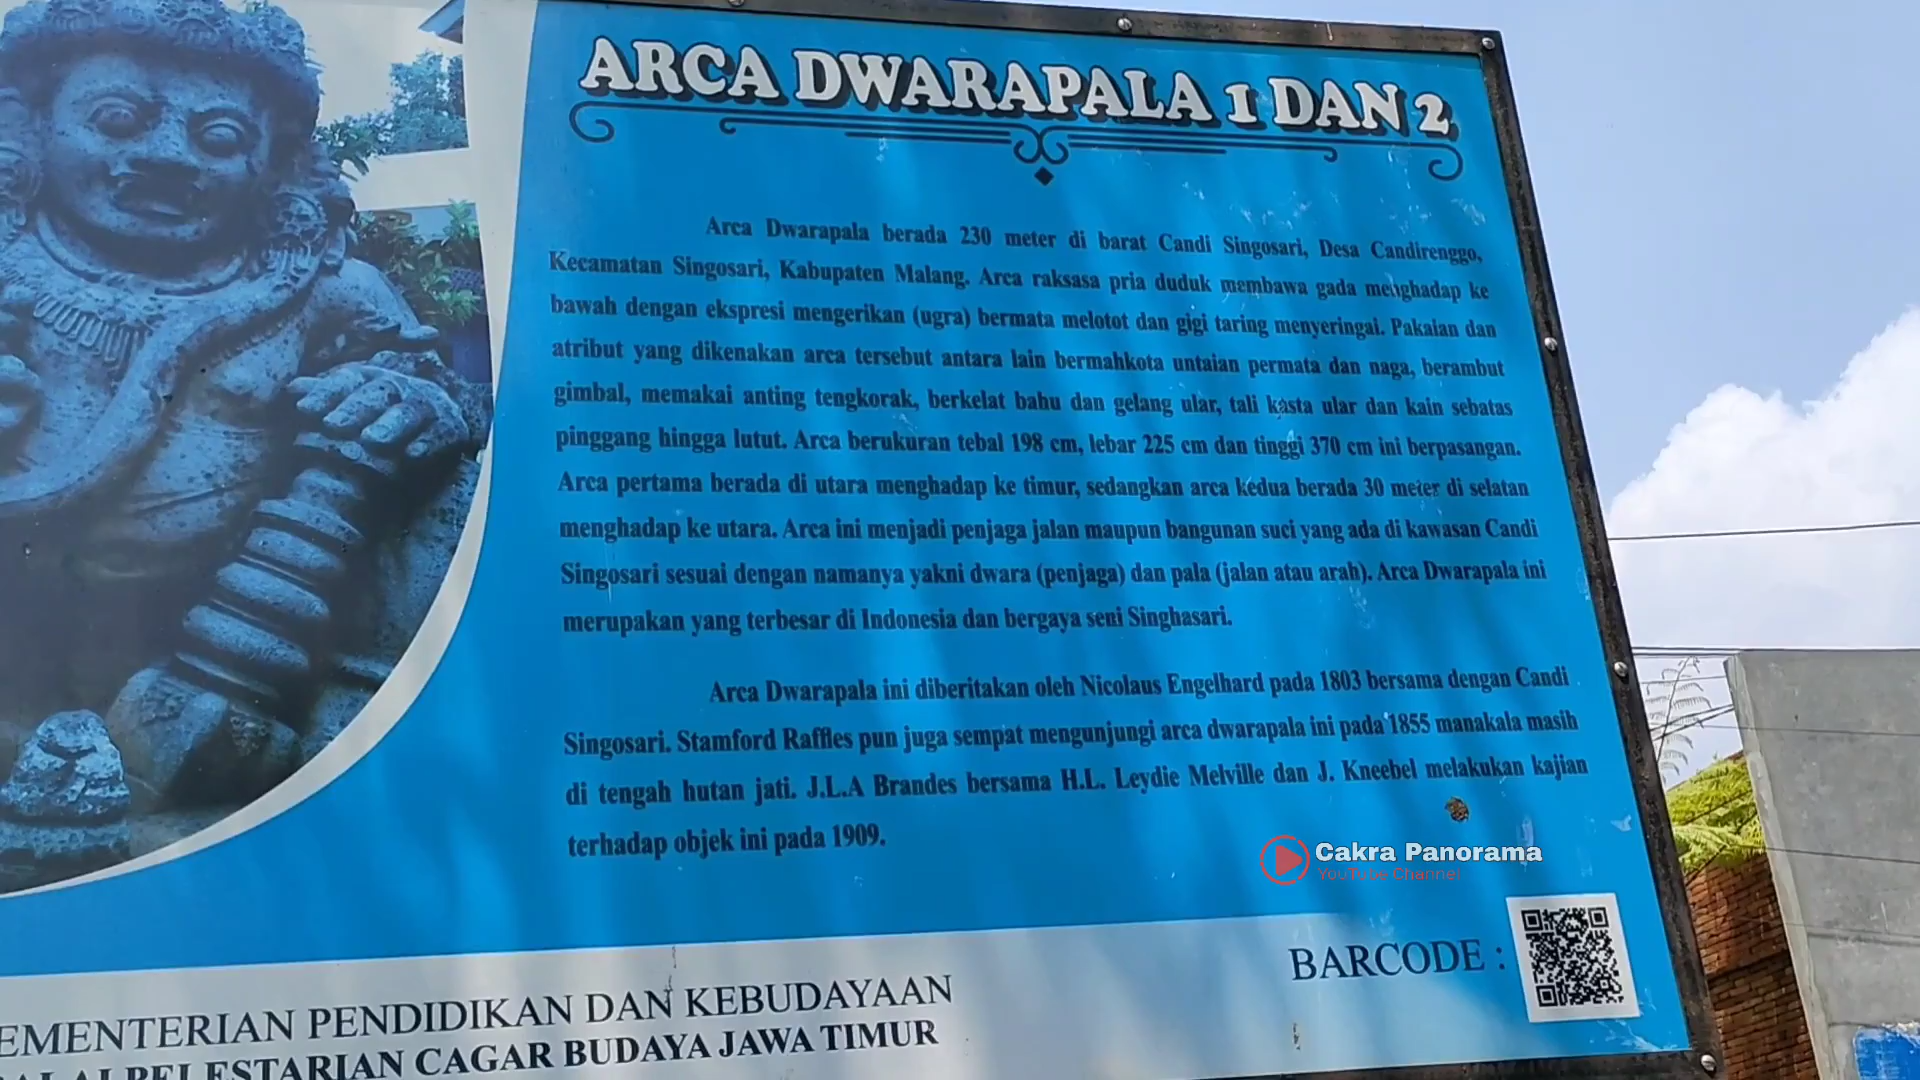 ARCA DWARAPALA 1 DAN 2
Arca Dwarapala berada 230 meter di barat Candi Singosari, Desa Candirenggo,
Kecamatan Singosari, Kabupaten Malang. Arca raksasa pria duduk membawa gada menghadap ke
bawah dengan ekspresi mengerikan (ugra) bermata melotot dan gigi taring menyeringai. Pakaian dan
atribut yang dikenakan arca tersebut antara lain bermahkota untaian permata dan naga, berambut
gimbal, memakai anting tengkorak, berkelat bahu dan gelang ular, tali kasta ular dan kain sebatas
pinggang hingga lutut. Arca berukuran tebal 198 cm, lebar 225 cm dan tinggi 370 cm ini berpasangan.
Arca pertama berada di utara menghadap ke timur, sedangkan arca kedua berada 30 meter di selatan
menghadap ke utara. Arca ini menjadi penjaga jalan maupun bangunan suci yang ada di kawasan Candi
Singosari sesuai dengan namanya yakni dwara (penjaga) dan pala (jalan atau arah). Arca Dwarapala ini
merupakan yang terbesar di Indonesia dan bergaya seni Singhasari.
Arca Dwarapala ini diberitakan oleh Nicolaus Engelhard pada 1803 bersama dengan Candi
Singosari. Stamford Raffles pun juga sempat mengunjungi arca dwarapala ini pada 1855 manakala masih
di tengah hutan jati. J.L.A Brandes bersama H.L. Leydie Melville dan J. Kneebel melakukan kajian
terhadap objek ini pada 1909.
Cakra Panorama
YouTube Channel
BARCODE :
EMENTERIAN PENDIDIKAN DAN KEBUDAYAAN
PELESTARIAN CAGAR BUDAYA JAWA TIMUR